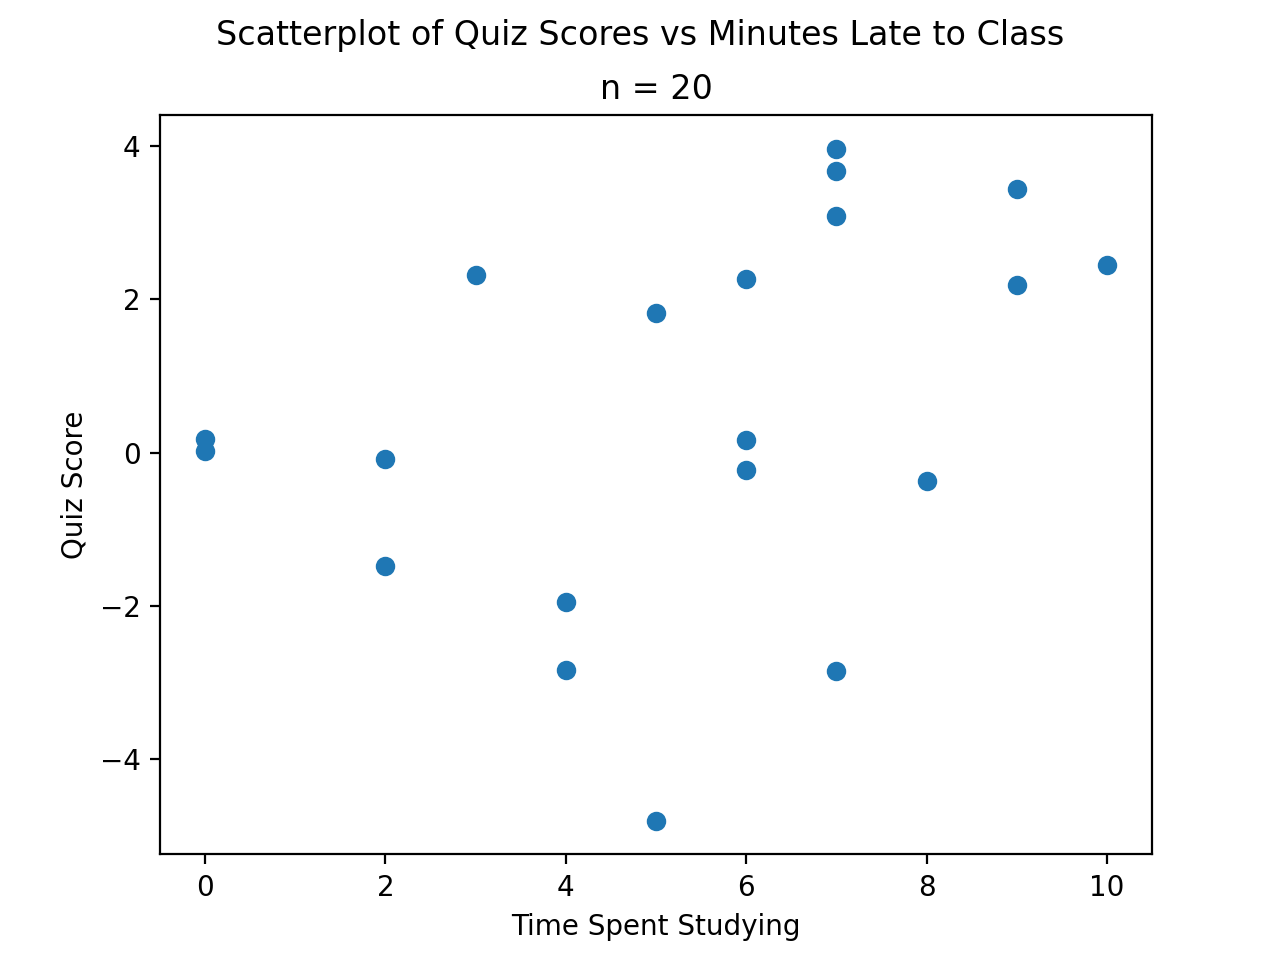 Scatterplot of Quiz Scores vs Minutes Late to Class
n = 20
4
2
0
−2
−4
Quiz Score
0 2 4 6 8 10
Time Spent Studying